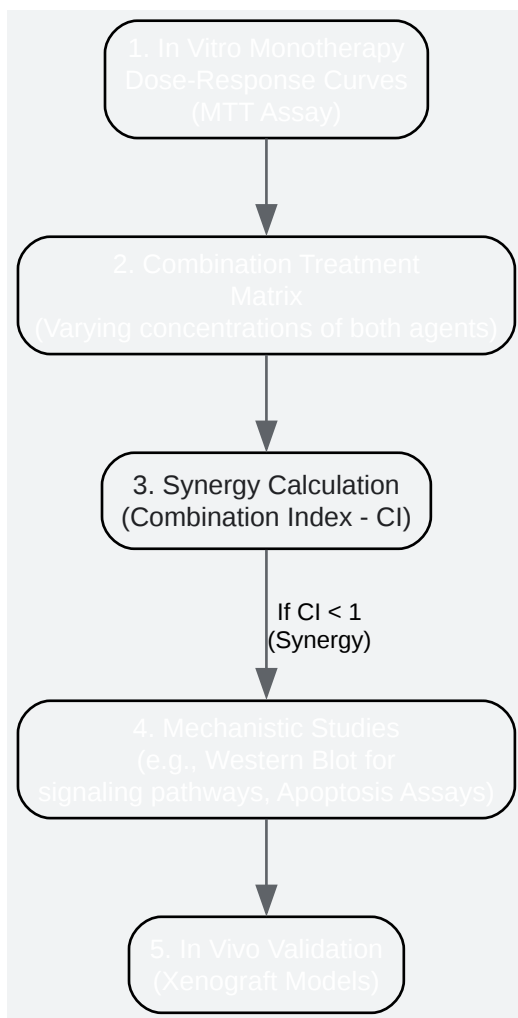 1. In Vitro Monotherapy
Dose-Response Curves
(MTT Assay)
2. Combination Treatment
Matrix
(Varying concentrations of both agents)
3. Synergy Calculation
(Combination Index - CI)
If CI < 1
(Synergy)
4. Mechanistic Studies
(e.g., Western Blot for
signaling pathways, Apoptosis Assays)
5. In Vivo Validation
(Xenograft Models)